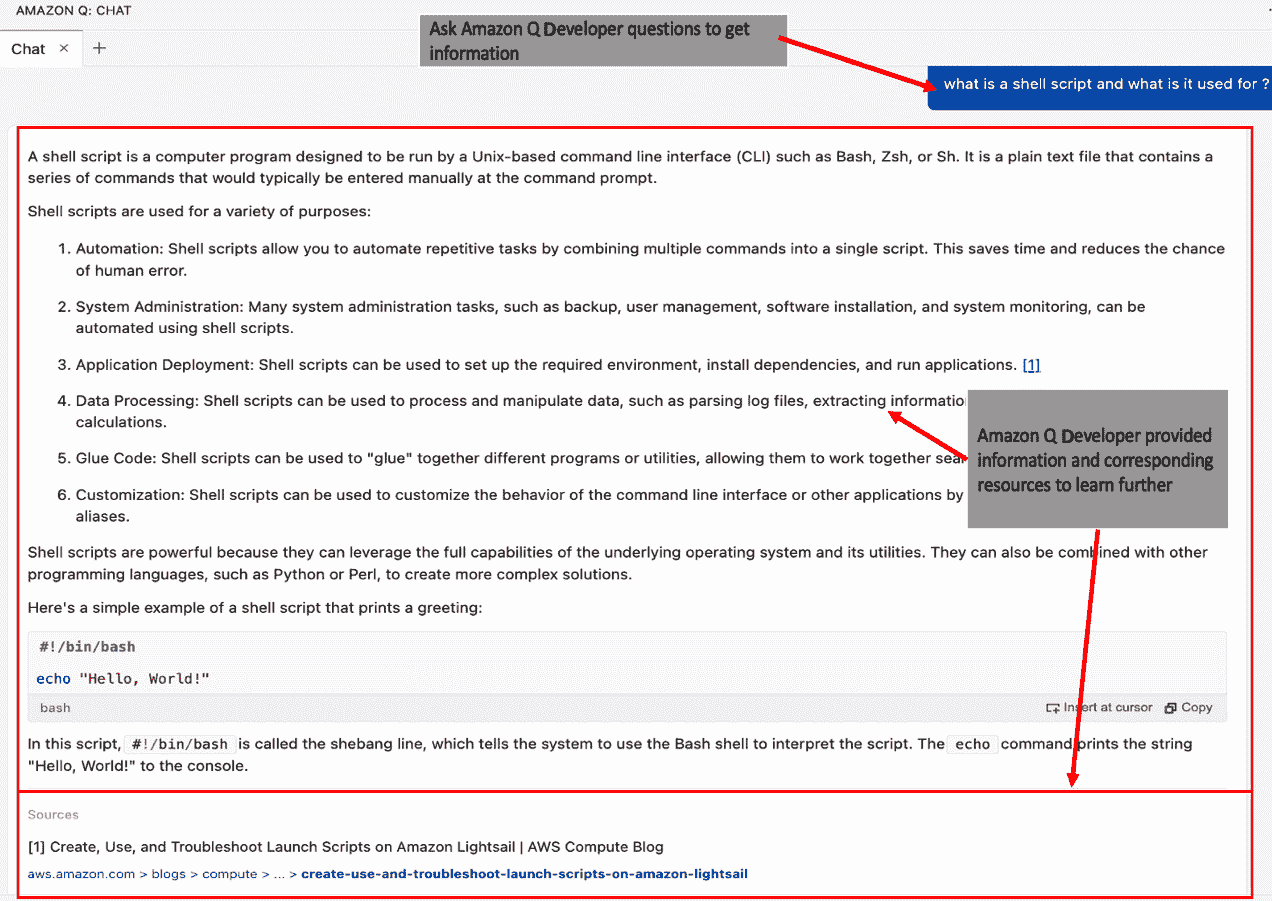 AMAZON Q: CHAT
Chat × +
Ask Amazon Q Developer questions to get
information
what is a shell script and what is it used for ?
A shell script is a computer program designed to be run by a Unix-based command line interface (CLI) such as Bash, Zsh, or Sh. It is a plain text file that contains a
series of commands that would typically be entered manually at the command prompt.
Shell scripts are used for a variety of purposes:
1. Automation: Shell scripts allow you to automate repetitive tasks by combining multiple commands into a single script. This saves time and reduces the chance
of human error.
2. System Administration: Many system administration tasks, such as backup, user management, software installation, and system monitoring, can be
automated using shell scripts.
3. Application Deployment: Shell scripts can be used to set up the required environment, install dependencies, and run applications. [1]
4. Data Processing: Shell scripts can be used to process and manipulate data, such as parsing log files, extracting
calculations.
5. Glue Code: Shell scripts can be used to "glue" together different programs or utilities, allowing them to work together
6. Customization: Shell scripts can be used to customize the behavior of the command line interface or other applications by
aliases.
Amazon Q Developer provided
information and corresponding
resources to learn further
Shell scripts are powerful because they can leverage the full capabilities of the underlying operating system and its utilities. They can also be combined with other
programming languages, such as Python or Perl, to create more complex solutions.
Here's a simple example of a shell script that prints a greeting:
#!/bin/bash
echo "Hello, World!"
bash Insert at cursor Copy
In this script, #!/bin/bash is called the shebang line, which tells the system to use the Bash shell to interpret the script. The echo command prints the string
"Hello, World!" to the console.
Sources
[1] Create, Use, and Troubleshoot Launch Scripts on Amazon Lightsail | AWS Compute Blog
aws.amazon.com > blogs > compute > ... > create-use-and-troubleshoot-launch-scripts-on-amazon-lightsail